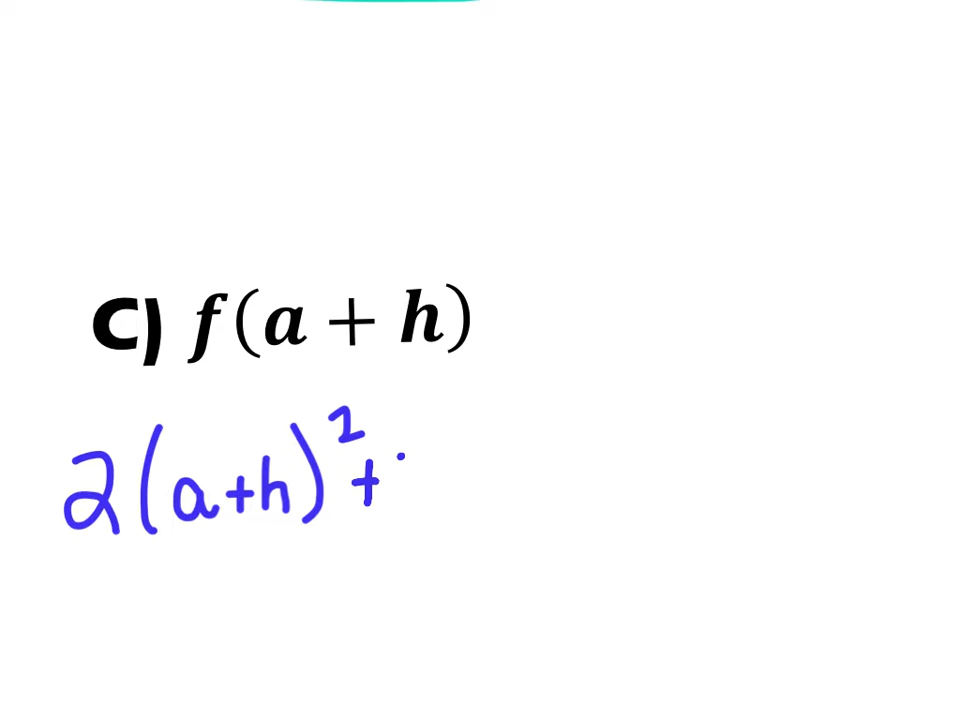 C) f(a + h)
2(a+h)² +